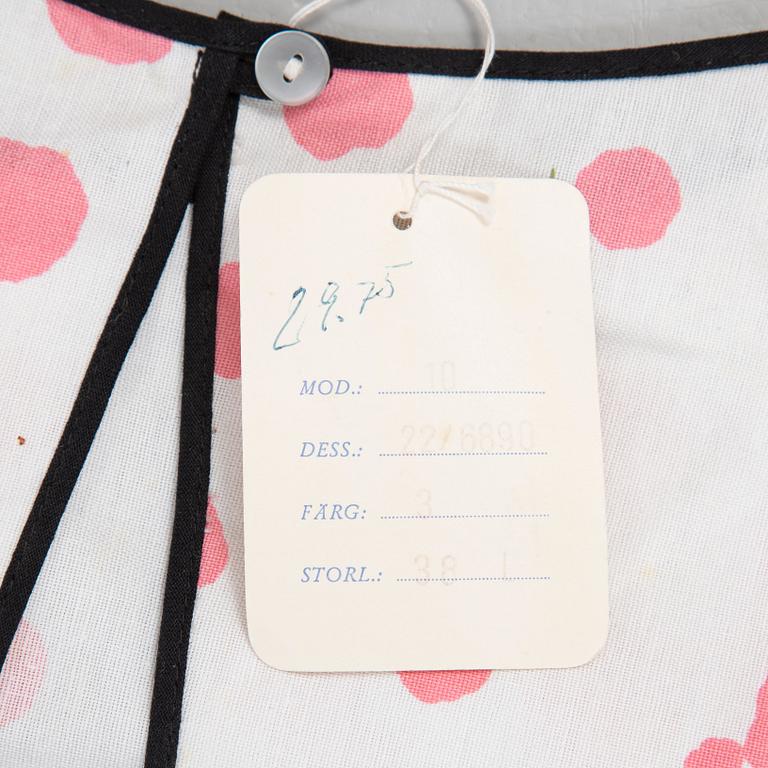 29.75
MOD.: 10
DESS.: 22/6890
FÄRG: 3
STORL.: 38 L